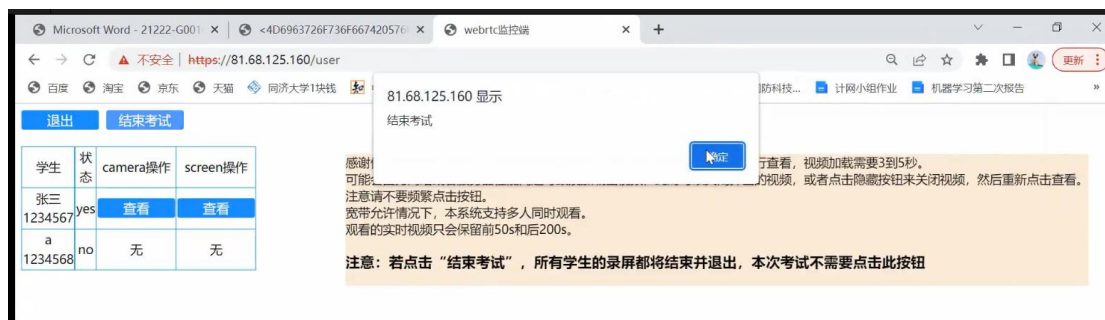 Microsoft Word - 21222-G001
<4D6963726F736F667420576
webrtc监控端
不安全 | https://81.68.125.160/user
更新
百度 淘宝 京东 天猫 同济大学1块钱
防科技... 计网小组作业 机器学习第二次报告
81.68.125.160 显示
结束考试
确定
退出 结束考试
学生 状态 camera操作 screen操作
张三 1234567 yes 查看 查看
a 1234568 no 无 无
感谢
行查看，视频加载需要3到5秒。
可能
的视频，或者点击隐藏按钮来关闭视频，然后重新点击查看。
注意请不要频繁点击按钮。
宽带允许情况下，本系统支持多人同时观看。
观看的实时视频只会保留前50s和后200s。
注意：若点击“结束考试”，所有学生的录屏都将结束并退出，本次考试不需要点击此按钮